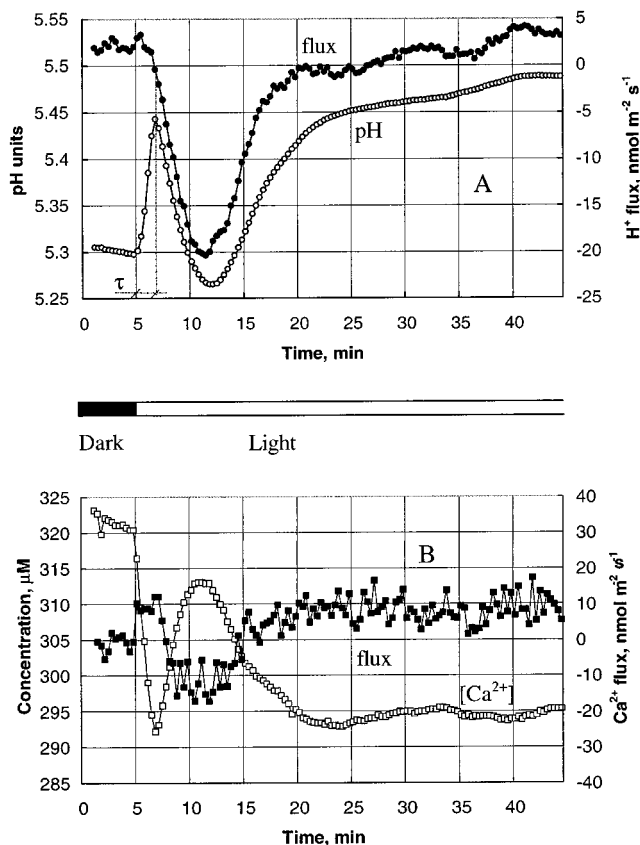 5.55
5.5
5.45
5.4
5.35
5.3
5.25
pH units
flux
pH
A
τ
5
0
-5
-10
-15
-20
-25
H⁺ flux, nmol m⁻² s⁻¹
0 5 10 15 20 25 30 35 40
Time, min
Dark Light
325
320
315
310
305
300
295
290
285
Concentration, µM
B
flux
[Ca²⁺]
40
30
20
10
0
-10
-20
-30
-40
Ca²⁺ flux, nmol m⁻² s⁻¹
0 5 10 15 20 25 30 35 40
Time, min